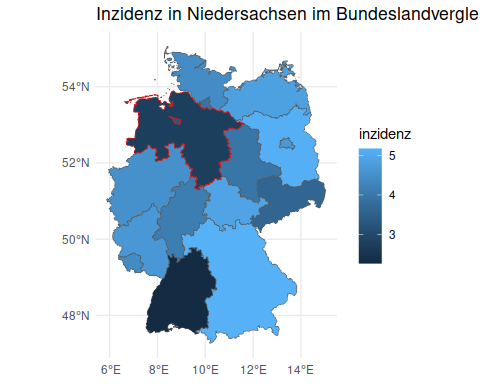 Inzidenz in Niedersachsen im Bundeslandvergle
54°N
52°N
50°N
48°N
6°E
8°E
10°E
12°E
14°E
inzidenz
5
4
3